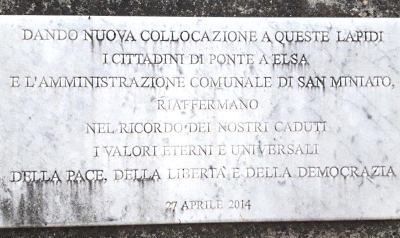 DANDO NUOVA COLLOCAZIONE A QUESTE LAPIDI
I CITTADINI DI PONTE A ELSA
E L'AMMINISTRAZIONE COMUNALE DI SAN MINIATO,
RIAFFERMANO
NEL RICORDO DEI NOSTRI CADUTI
I VALORI ETERNI E UNIVERSALI
DELLA PACE, DELLA LIBERTÀ E DELLA DEMOCRAZIA
27 APRILE 2014